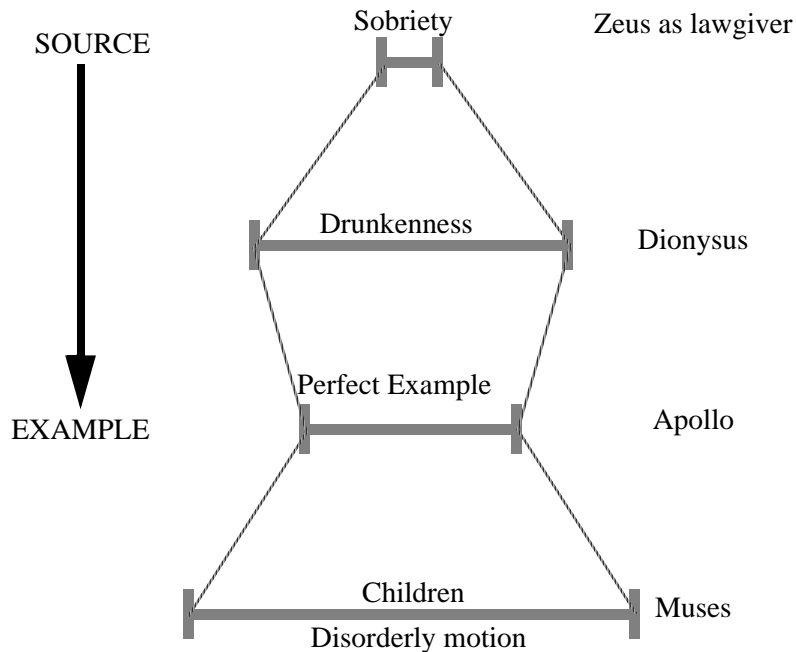 Sobriety
Zeus as lawgiver
SOURCE
Drunkenness
Dionysus
Perfect Example
Apollo
EXAMPLE
Children
Muses
Disorderly motion